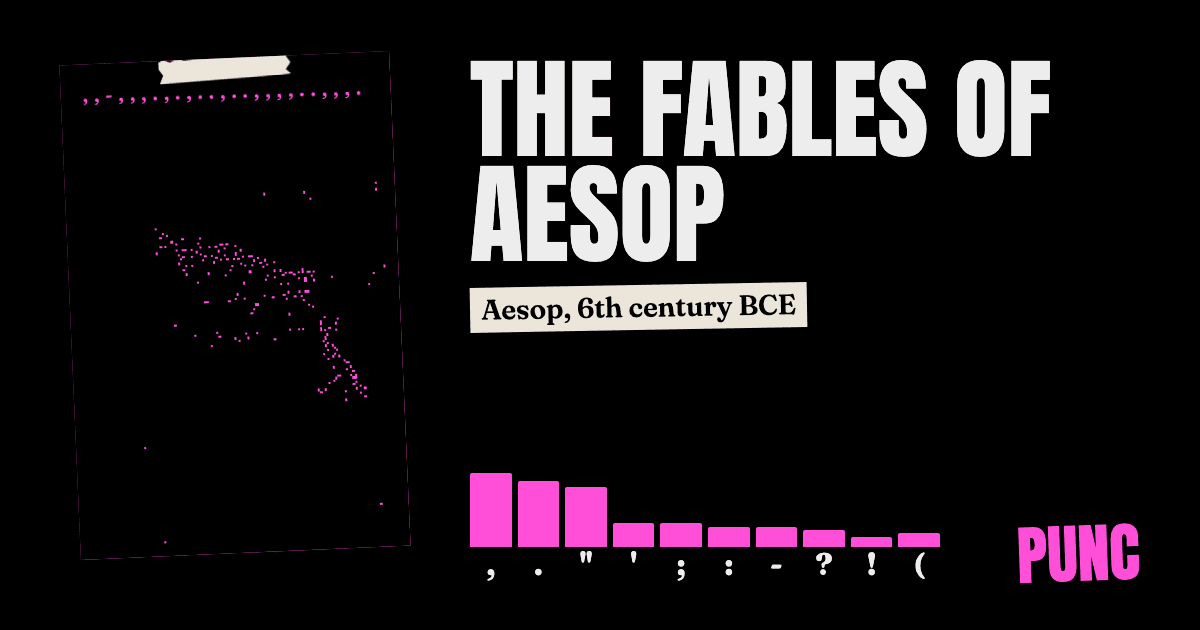 THE FABLES OF
AESOP
Aesop, 6th century BCE
, . " ' ; : - ? ! (
PUNC